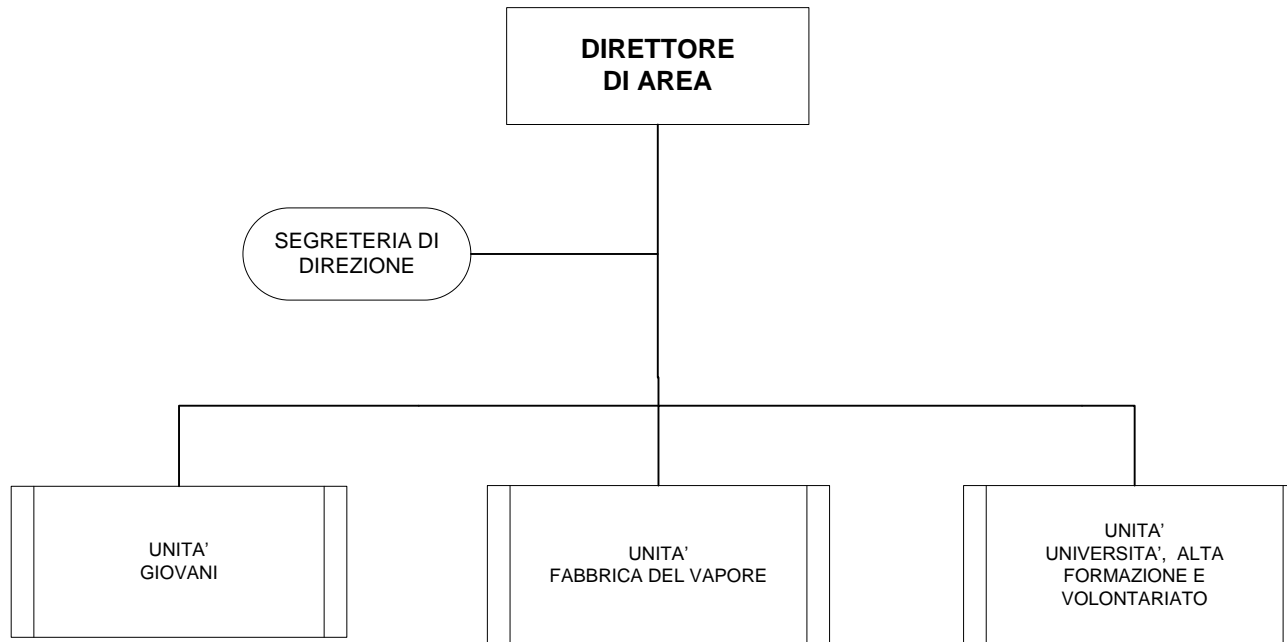 DIRETTORE
DI AREA
SEGRETERIA DI
DIREZIONE
UNITA’
GIOVANI
UNITA’
FABBRICA DEL VAPORE
UNITA’
UNIVERSITA’, ALTA
FORMAZIONE E
VOLONTARIATO